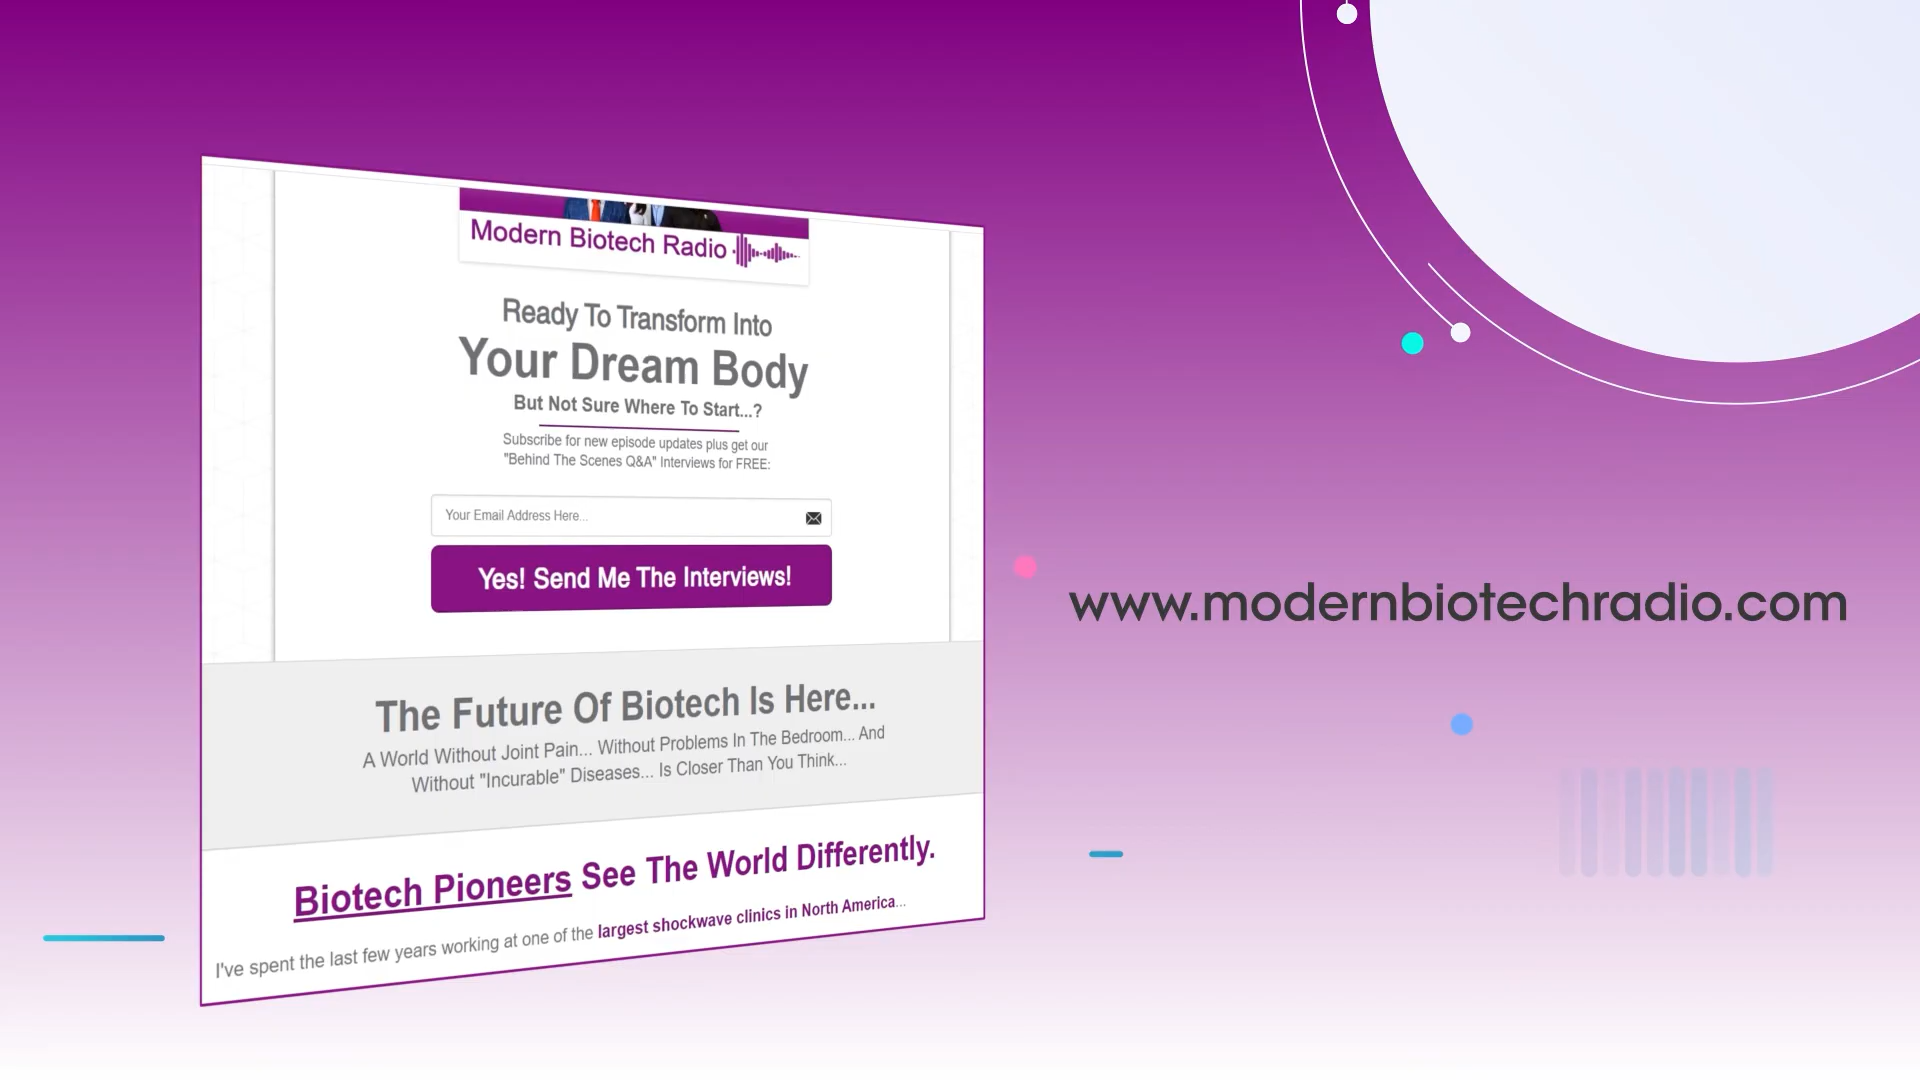 Modern Biotech Radio
Ready To Transform Into
Your Dream Body
But Not Sure Where To Start...?
Subscribe for new episode updates plus get our
"Behind The Scenes Q&A" Interviews for FREE:
Your Email Address Here...
Yes! Send Me The Interviews!
The Future Of Biotech Is Here...
A World Without Joint Pain... Without Problems In The Bedroom... And
Without "Incurable" Diseases... Is Closer Than You Think...
Biotech Pioneers See The World Differently.
I've spent the last few years working at one of the largest shockwave clinics in North America...
www.modernbiotechradio.com